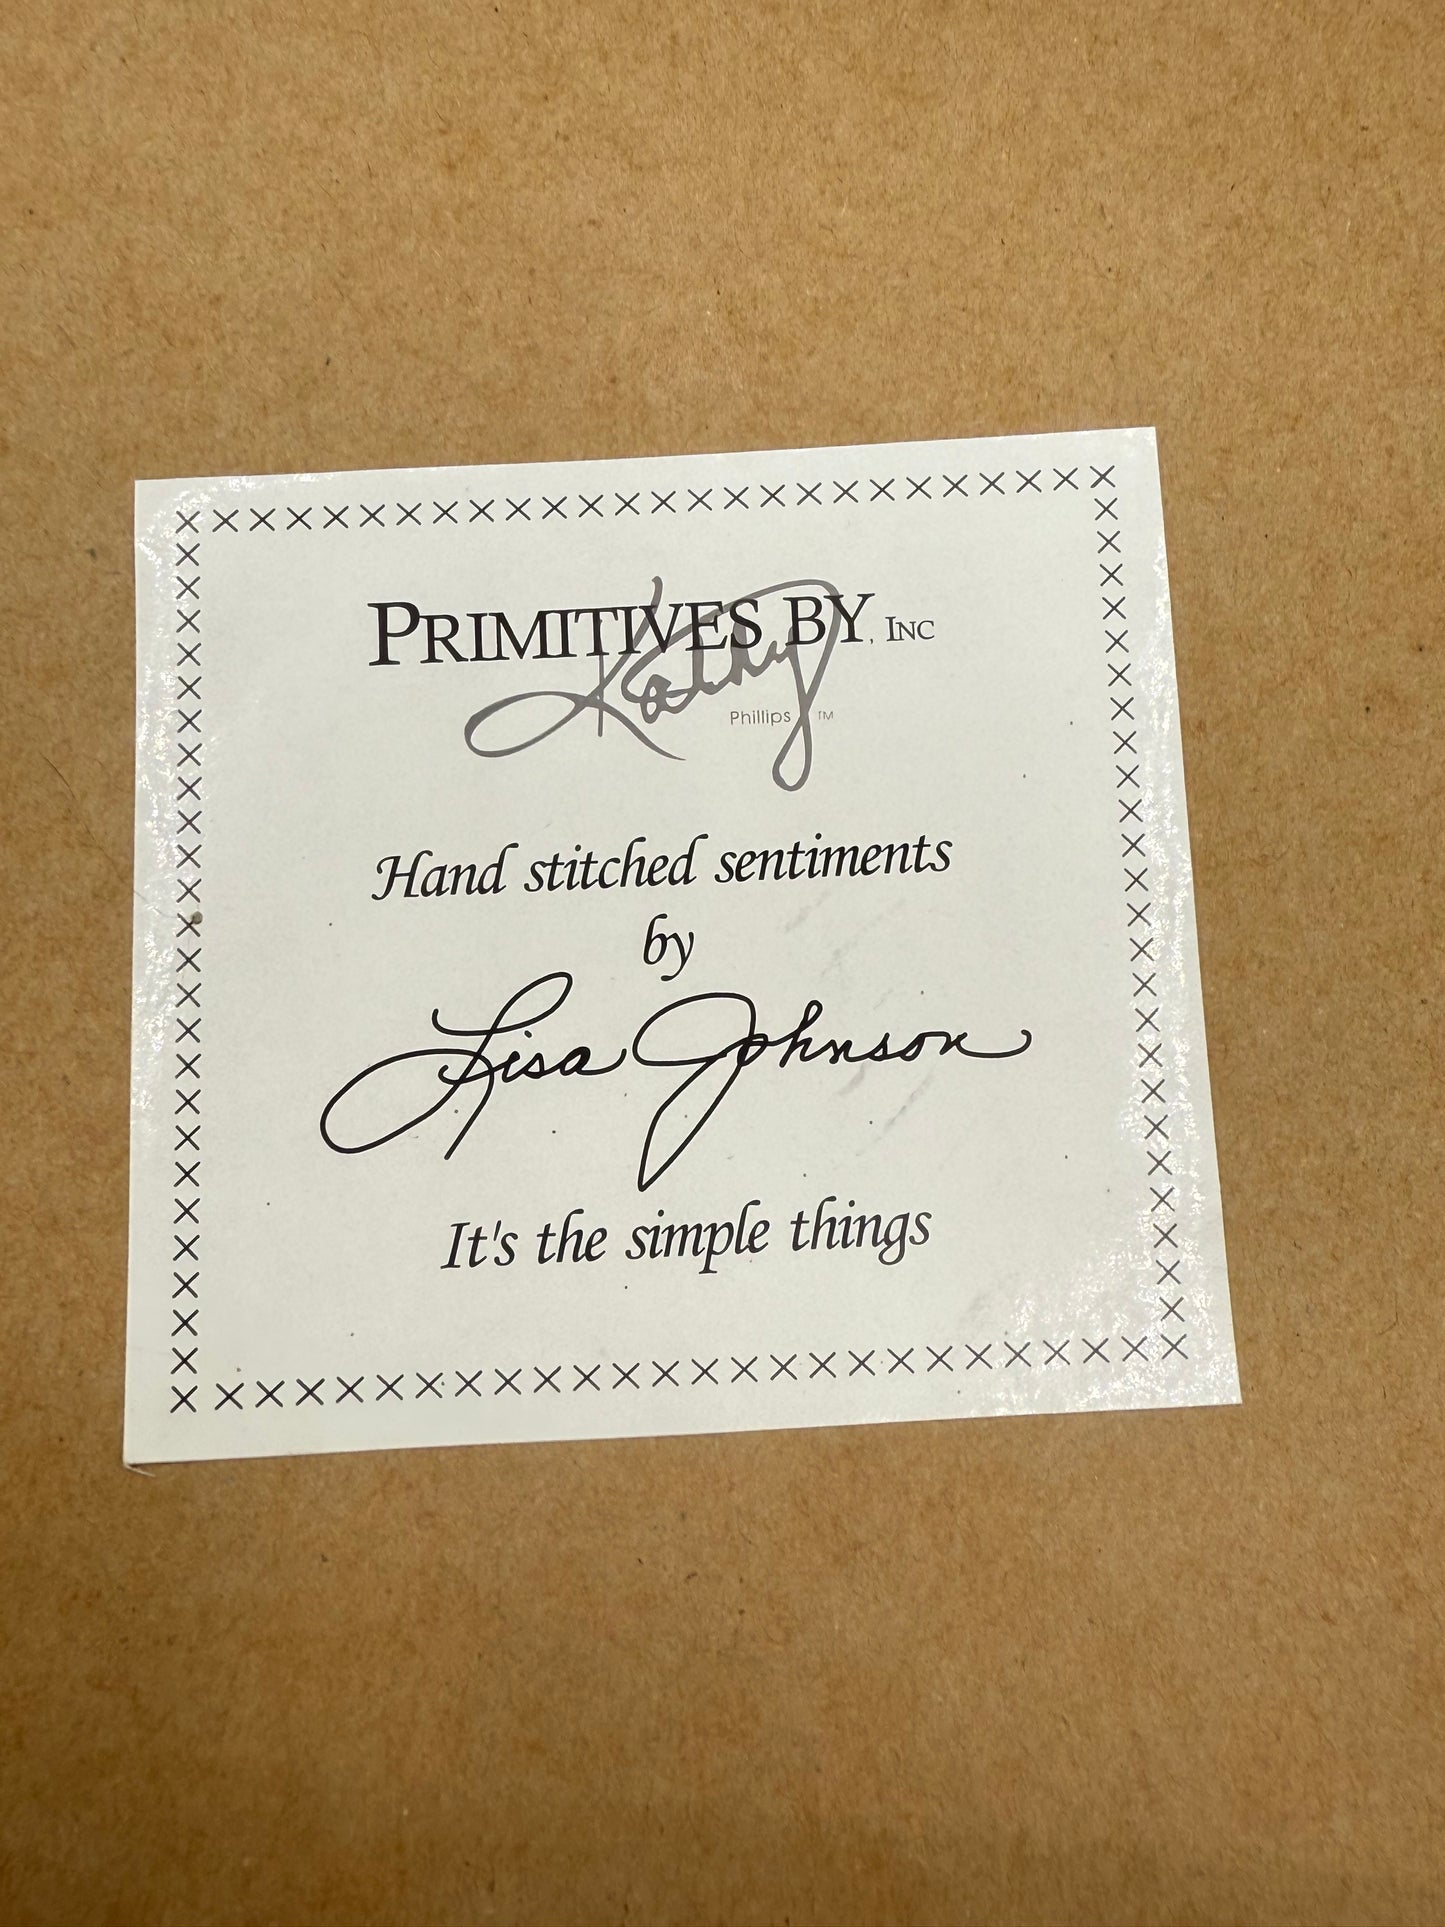 PRIMITIVES BY, INC
Kathy
Phillips ™
Hand stitched sentiments
by
Lisa Johnson
It's the simple things